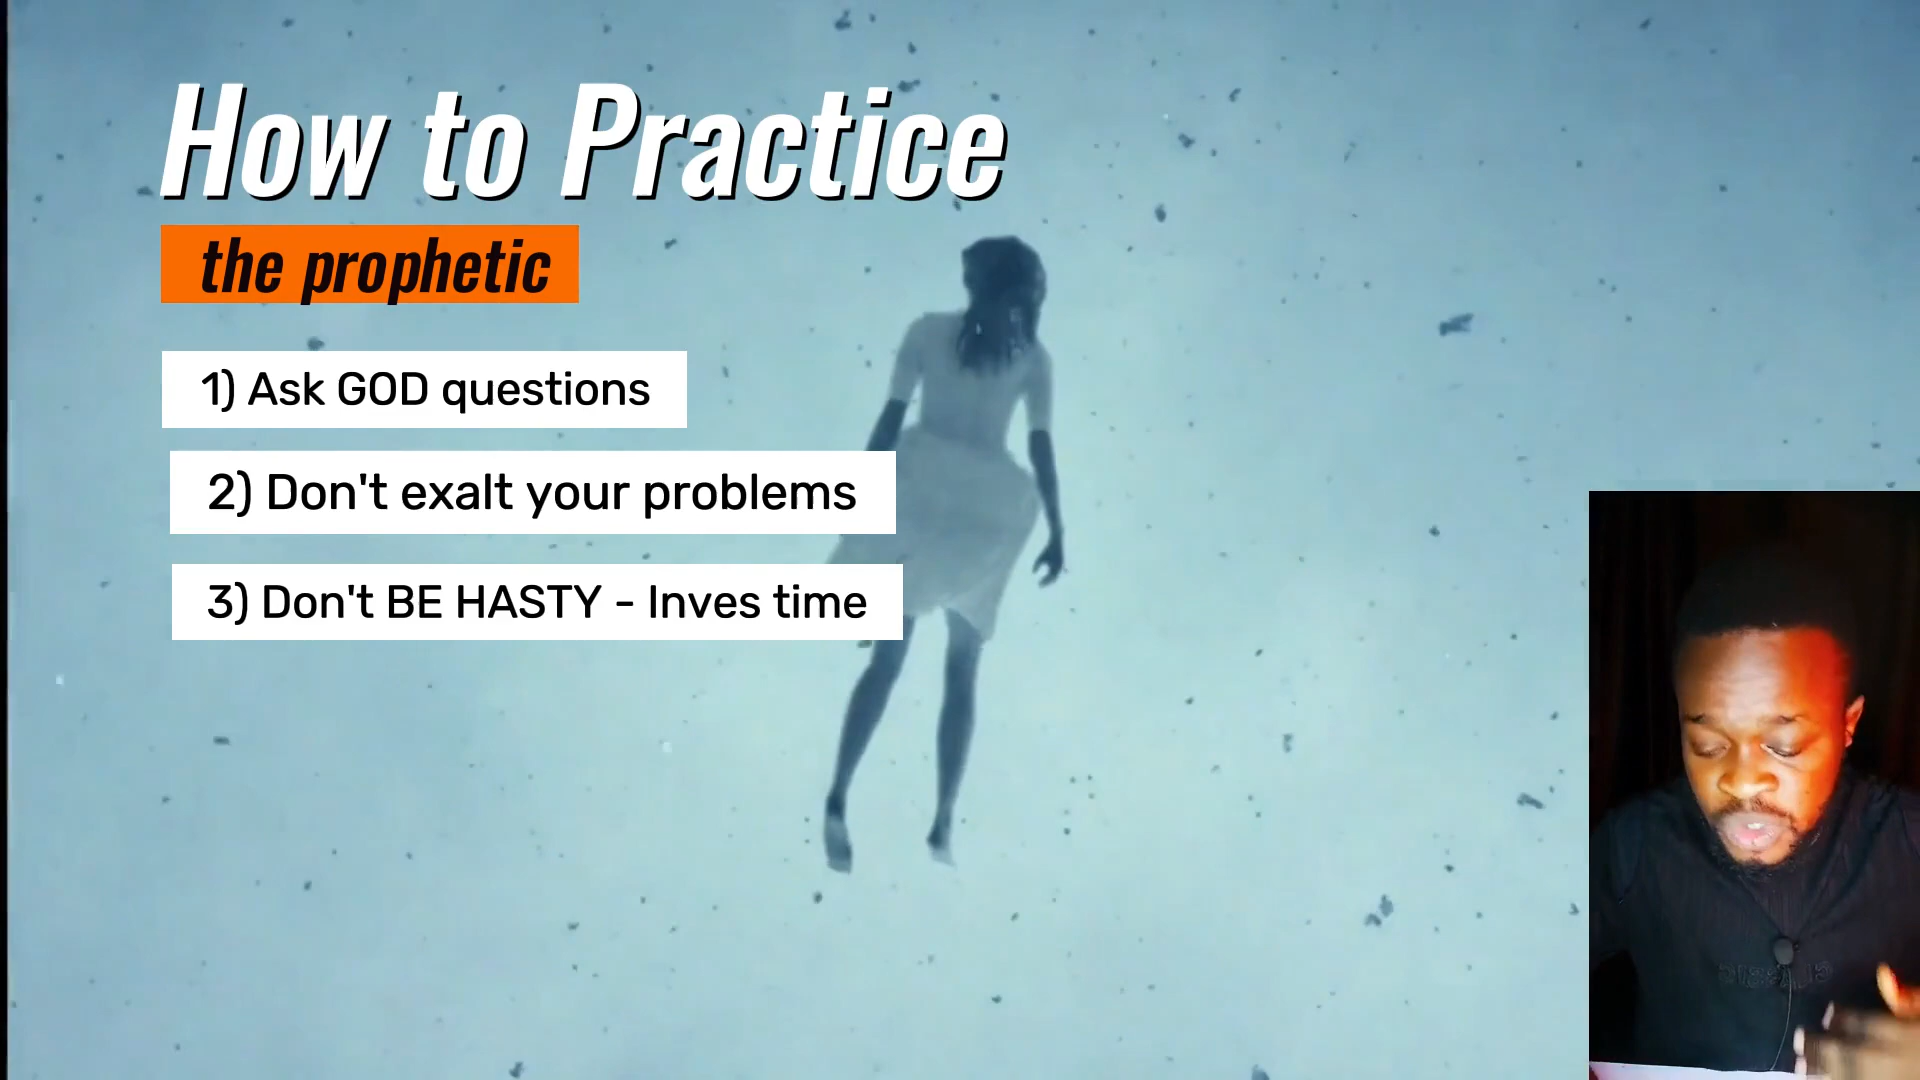 How to Practice
the prophetic
1) Ask GOD questions
2) Don't exalt your problems
3) Don't BE HASTY - Inves time